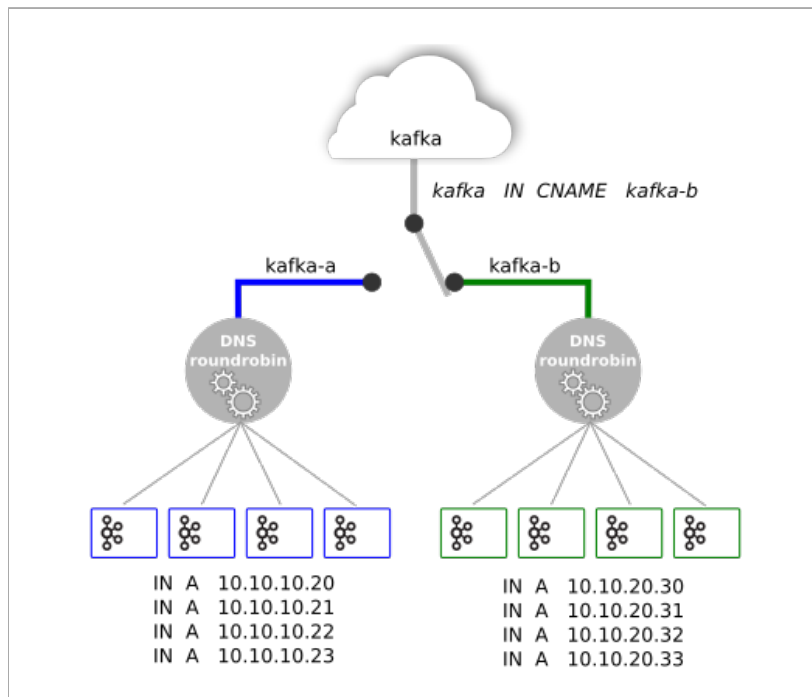 kafka
kafka IN CNAME kafka-b
kafka-a
kafka-b
DNS
roundrobin
DNS
roundrobin
IN A 10.10.10.20
IN A 10.10.10.21
IN A 10.10.10.22
IN A 10.10.10.23
IN A 10.10.20.30
IN A 10.10.20.31
IN A 10.10.20.32
IN A 10.10.20.33